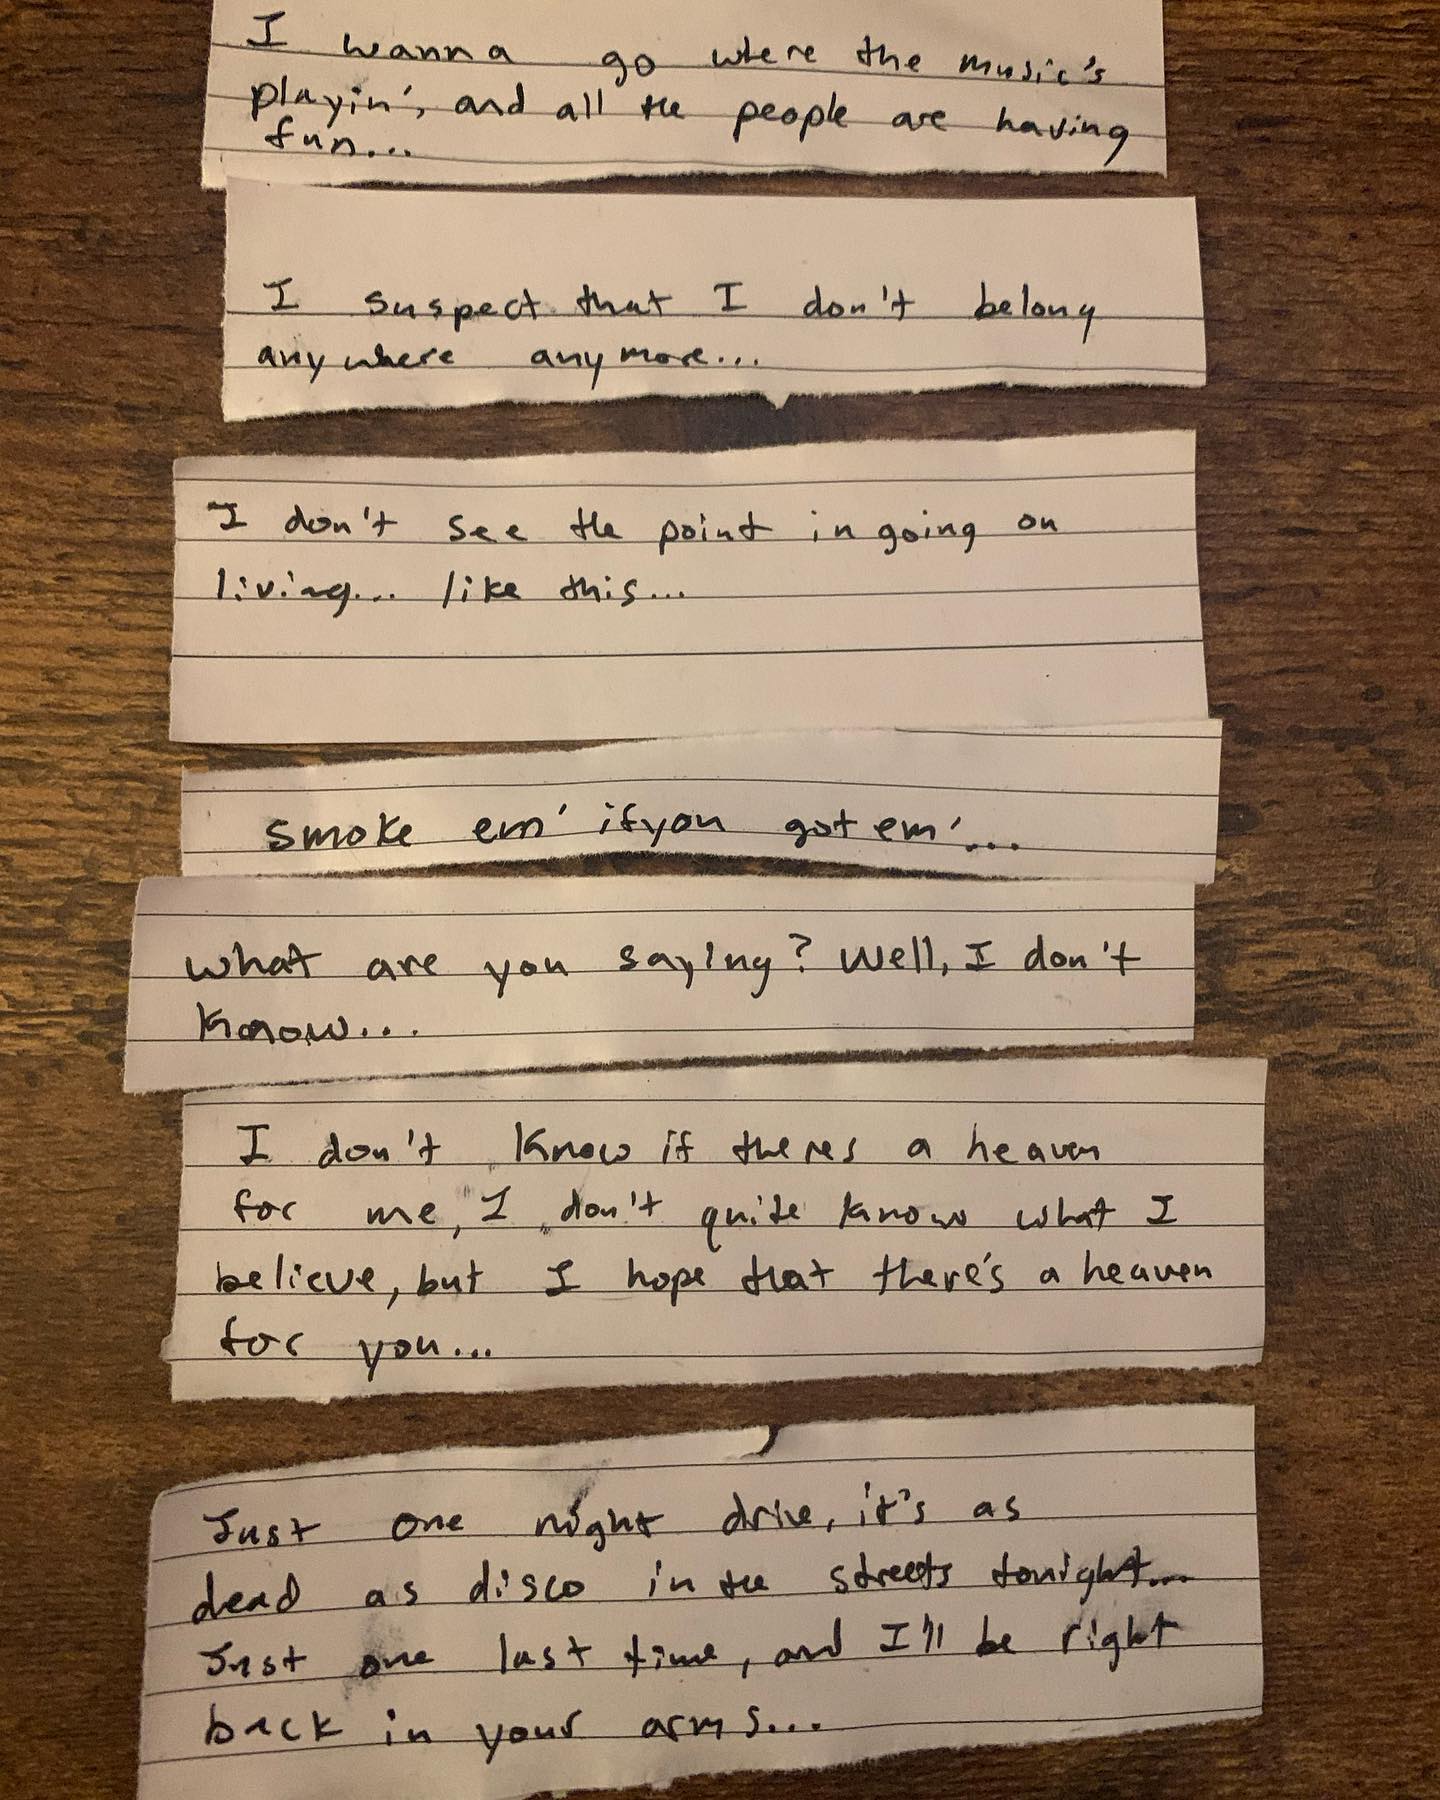 I wanna go where the music's
playin', and all the people are having
fun...
I suspect that I don't belong
anywhere anymore...
I don't see the point in going on
living... like this...
smoke em' if you got em'...
what are you saying? Well, I don't
know...
I don't know if theres a heaven
for me, I don't quite know what I
believe, but I hope that there's a heaven
for you...
Just one night drive, it's as
dead as disco in the streets tonight...
Just one last time, and I'll be right
back in your arms...